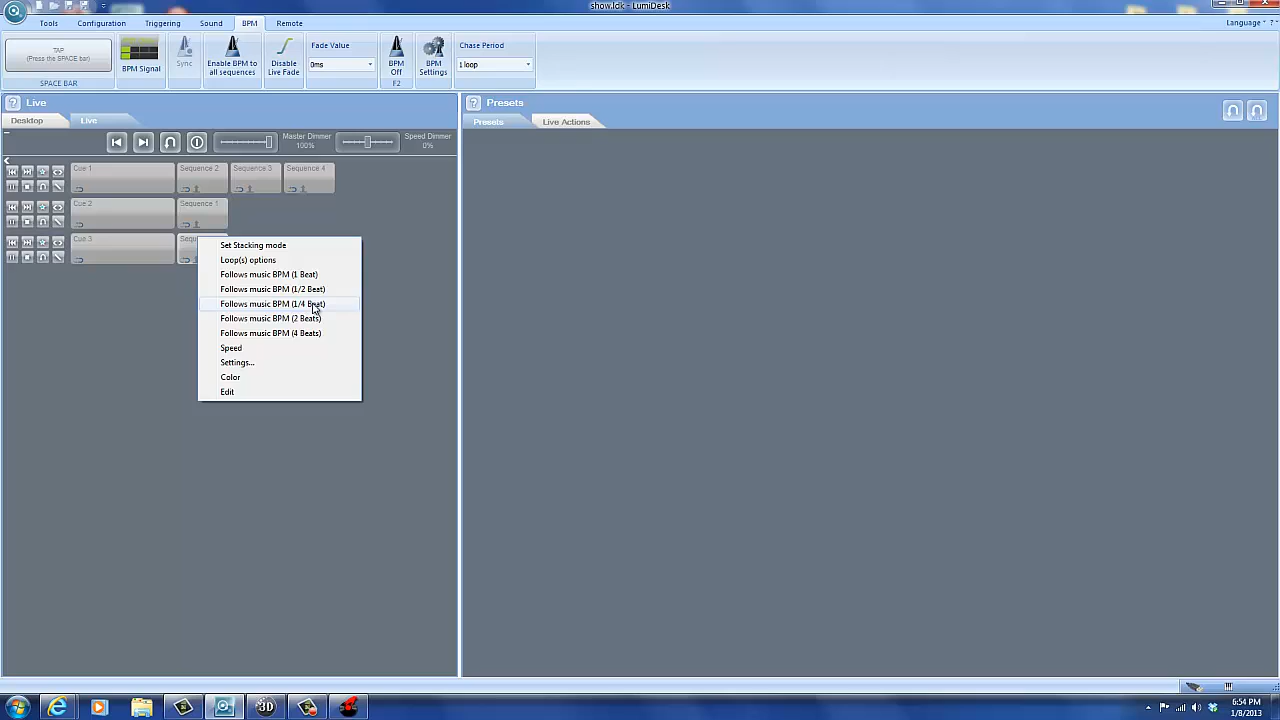 show.ldk - LumiDesk
Tools Configuration Triggering Sound BPM Remote Language ?
TAP
(Press the SPACE bar)
SPACE BAR
BPM Signal
Sync
Enable BPM to
all sequences
Disable
Live Fade
Fade Value
0ms
BPM
Off
F2
BPM
Settings
Chase Period
1 loop
? Live
Desktop Live
Master Dimmer
100%
Speed Dimmer
0%
Cue 1 Sequence 2 Sequence 3 Sequence 4
Cue 2 Sequence 1
Cue 3
Set Stacking mode
Loop(s) options
Follows music BPM (1 Beat)
Follows music BPM (1/2 Beat)
Follows music BPM (1/4 Beat)
Follows music BPM (2 Beats)
Follows music BPM (4 Beats)
Speed
Settings...
Color
Edit
? Presets
Presets Live Actions
3D
6:54 PM
1/8/2013